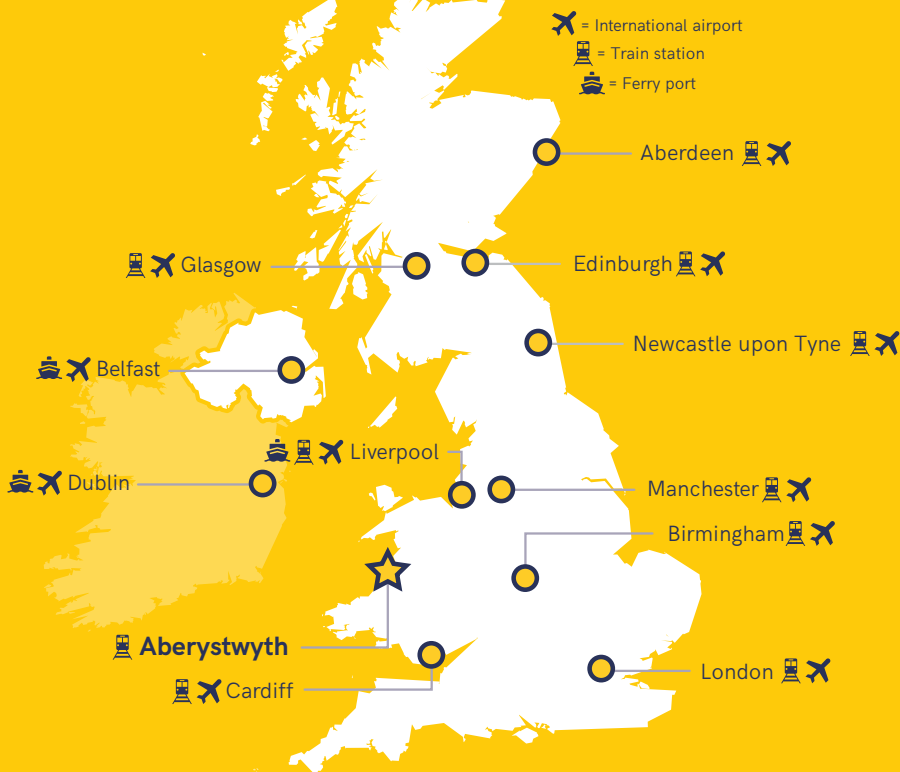 = International airport
= Train station
= Ferry port
Aberdeen
Glasgow
Edinburgh
Newcastle upon Tyne
Belfast
Liverpool
Dublin
Manchester
Birmingham
Aberystwyth
London
Cardiff